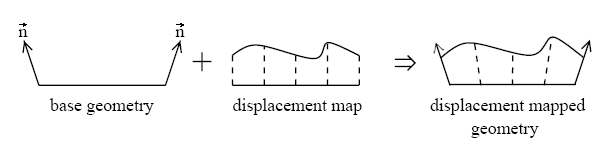 n⃗ n⃗
+ ⇒
base geometry displacement map displacement mapped
geometry